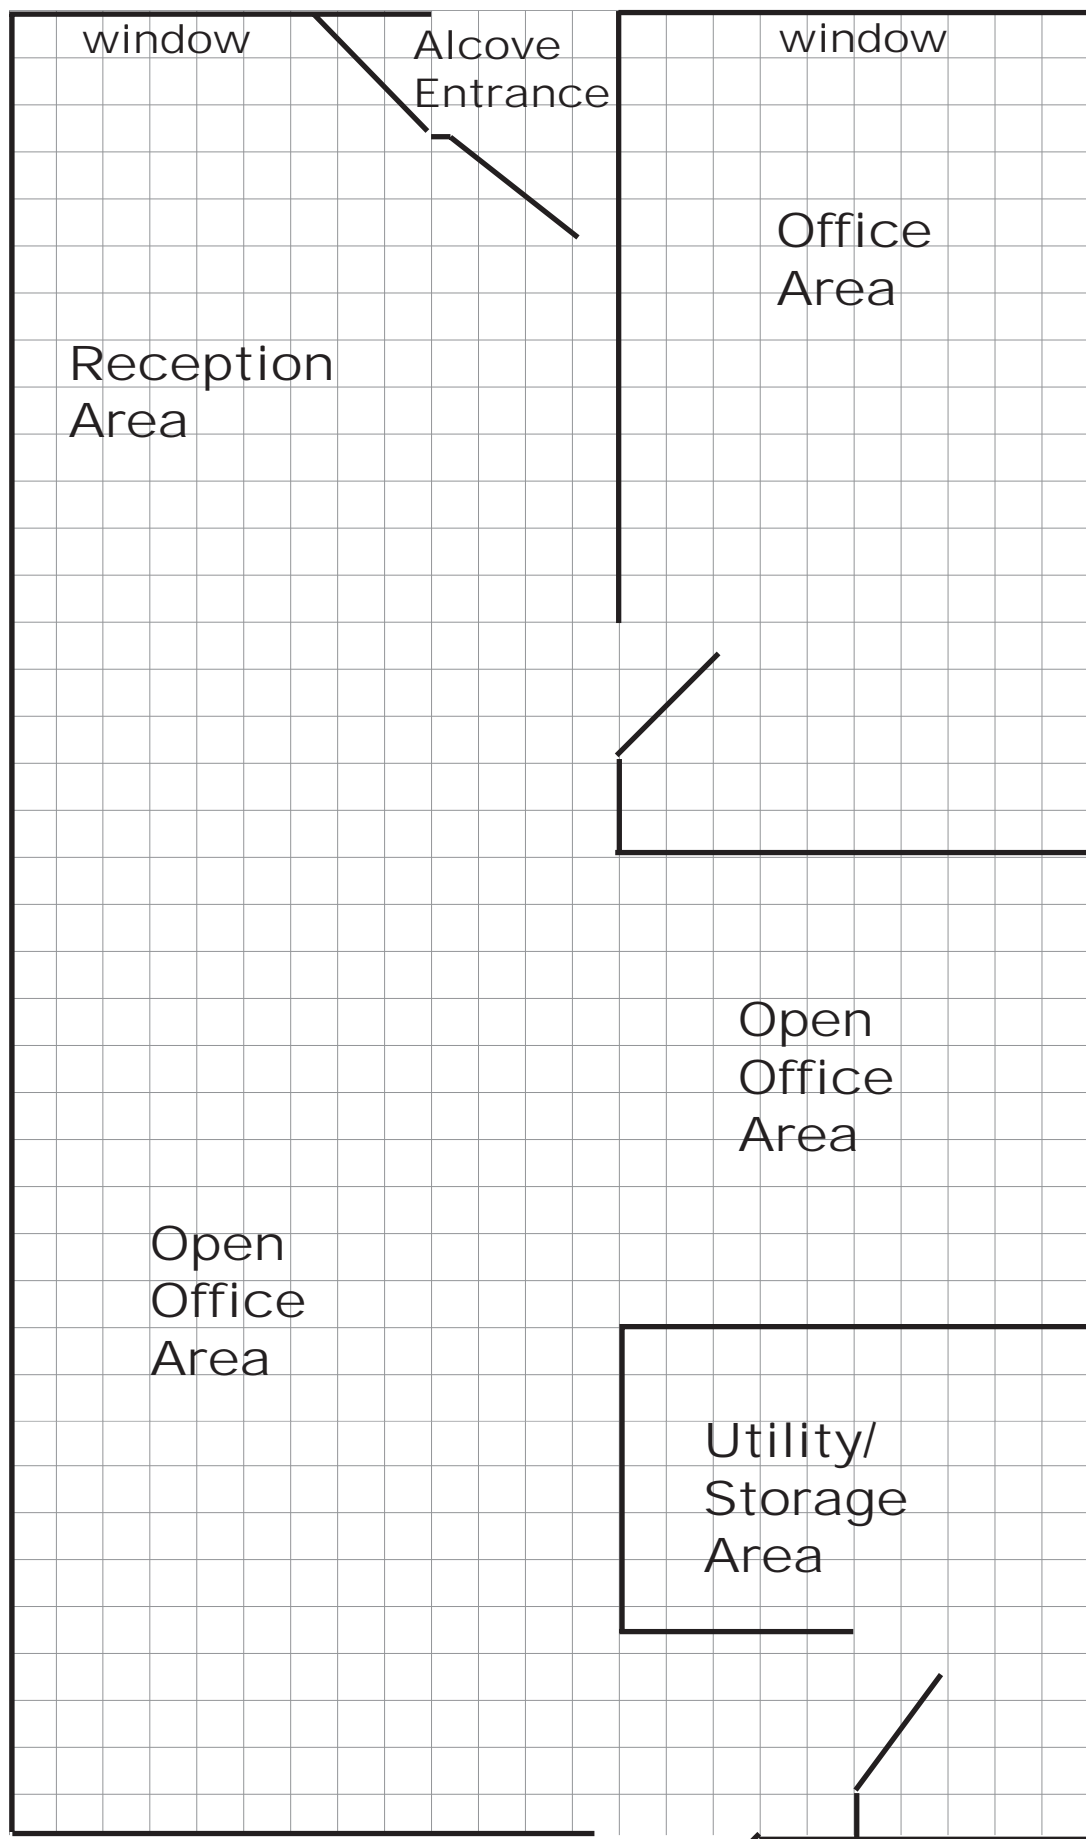 window
Alcove
Entrance
window
Office
Area
Reception
Area
Open
Office
Area
Open
Office
Area
Utility/
Storage
Area